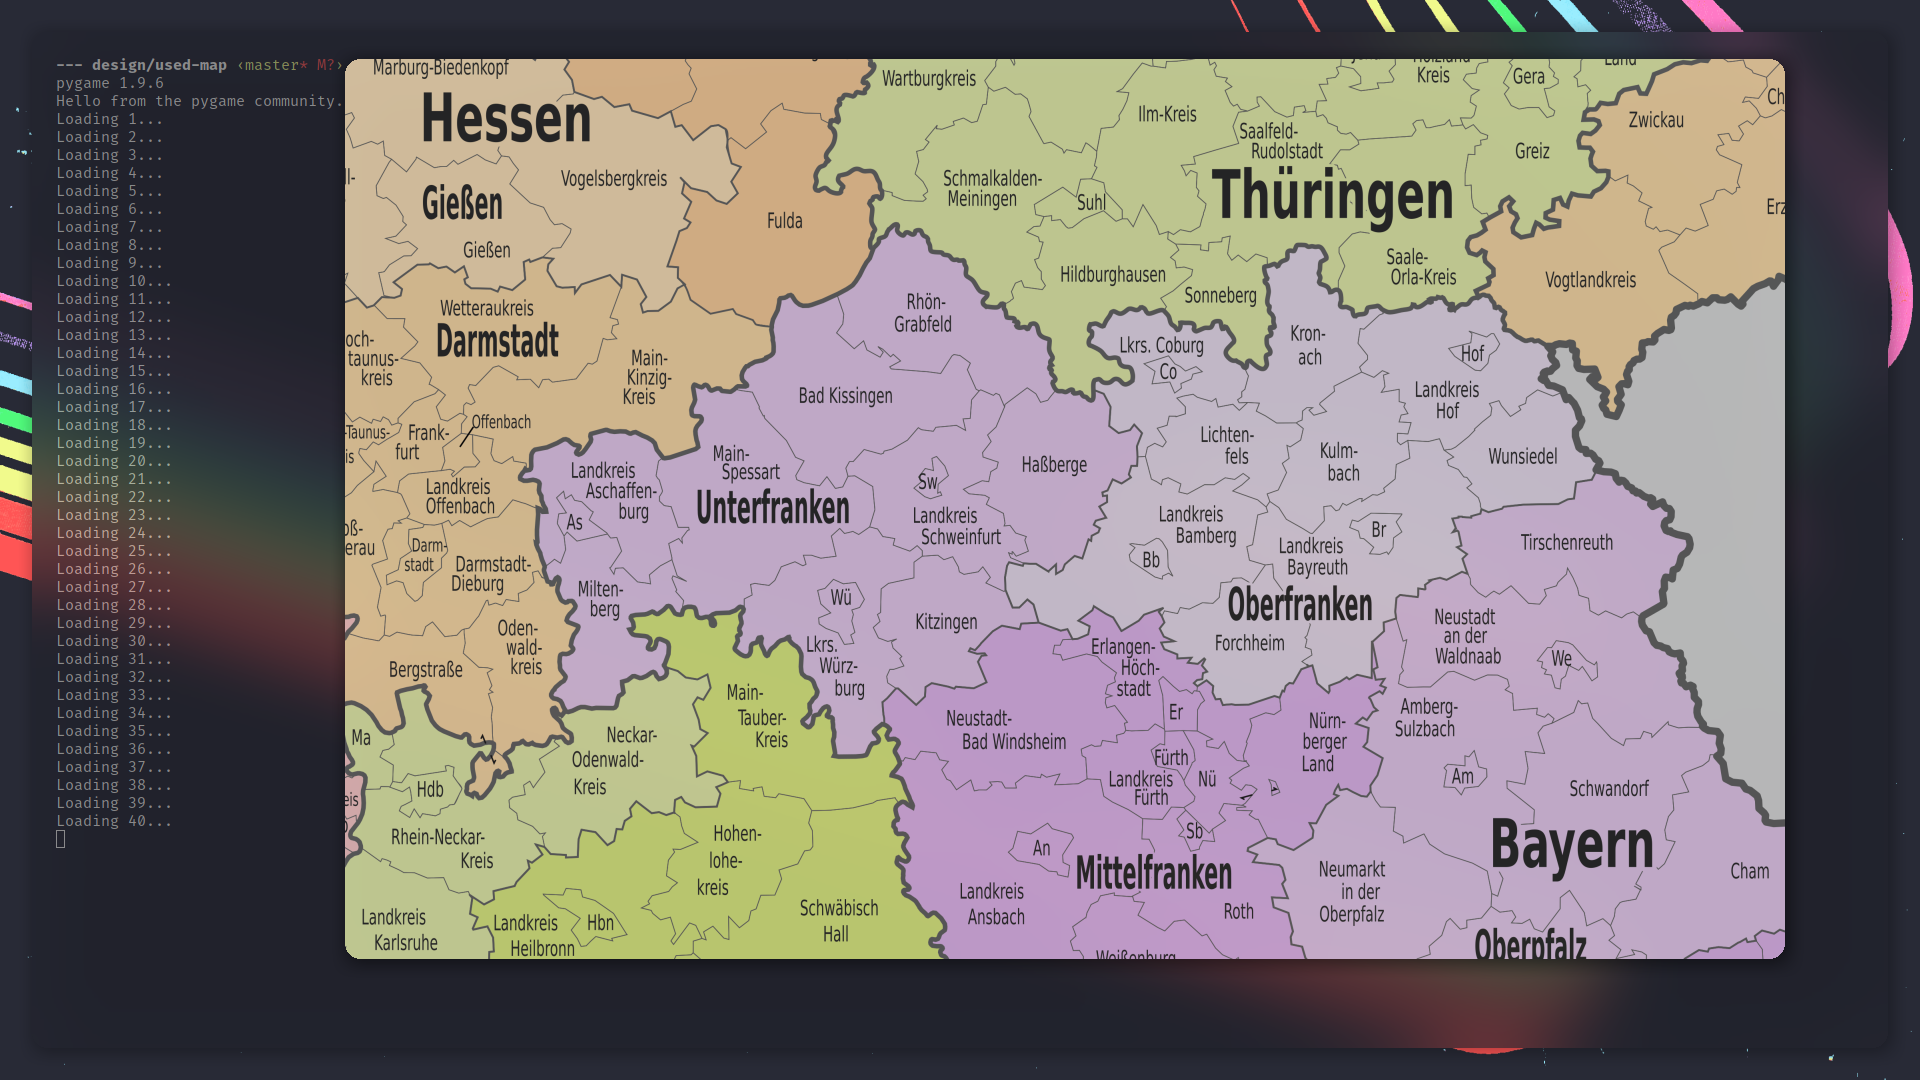 --- design/used-map ‹master* M?›
pygame 1.9.6
Hello from the pygame community.
Loading 1...
Loading 2...
Loading 3...
Loading 4...
Loading 5...
Loading 6...
Loading 7...
Loading 8...
Loading 9...
Loading 10...
Loading 11...
Loading 12...
Loading 13...
Loading 14...
Loading 15...
Loading 16...
Loading 17...
Loading 18...
Loading 19...
Loading 20...
Loading 21...
Loading 22...
Loading 23...
Loading 24...
Loading 25...
Loading 26...
Loading 27...
Loading 28...
Loading 29...
Loading 30...
Loading 31...
Loading 32...
Loading 33...
Loading 34...
Loading 35...
Loading 36...
Loading 37...
Loading 38...
Loading 39...
Loading 40...
Marburg-Biedenkopf
Hessen
Gießen
Gießen
Vogelsbergkreis
Fulda
Wetteraukreis
Darmstadt
och-
taunus-
kreis
Main-
Kinzig-
Kreis
-Taunus-
is
Frank-
furt
Offenbach
Landkreis
Offenbach
oß-
erau
Darm-
stadt
Darmstadt-
Dieburg
Oden-
wald-
kreis
Bergstraße
Wartburgkreis
Ilm-Kreis
Schmalkalden-
Meiningen
Suhl
Saalfeld-
Rudolstadt
Thüringen
Kreis
Gera
Greiz
Hildburghausen
Sonneberg
Saale-
Orla-Kreis
Land
Zwickau
Ch
Erz
Vogtlandkreis
Rhön-
Grabfeld
Bad Kissingen
Main-
Spessart
Unterfranken
Landkreis
Aschaffen-
burg
As
Milten-
berg
Sw
Landkreis
Schweinfurt
Haßberge
Wü
Lkrs.
Würz-
burg
Kitzingen
Lkrs. Coburg
Co
Kron-
ach
Hof
Landkreis
Hof
Lichten-
fels
Kulm-
bach
Wunsiedel
Landkreis
Bamberg
Bb
Landkreis
Bayreuth
Br
Oberfranken
Forchheim
Tirschenreuth
Neustadt
an der
Waldnaab
We
Amberg-
Sulzbach
Am
Schwandorf
Bayern
Cham
Neumarkt
in der
Oberpfalz
Oberpfalz
Erlangen-
Höch-
stadt
Er
Neustadt-
Bad Windsheim
Fürth
Landkreis
Fürth
Nü
Nürn-
berger
Land
Sb
An
Mittelfranken
Landkreis
Ansbach
Roth
Weißenburg
Ma
Hdb
eis
Rhein-Neckar-
Kreis
Neckar-
Odenwald-
Kreis
Main-
Tauber-
Kreis
Hohen-
lohe-
kreis
Schwäbisch
Hall
Landkreis
Karlsruhe
Landkreis
Heilbronn
Hbn